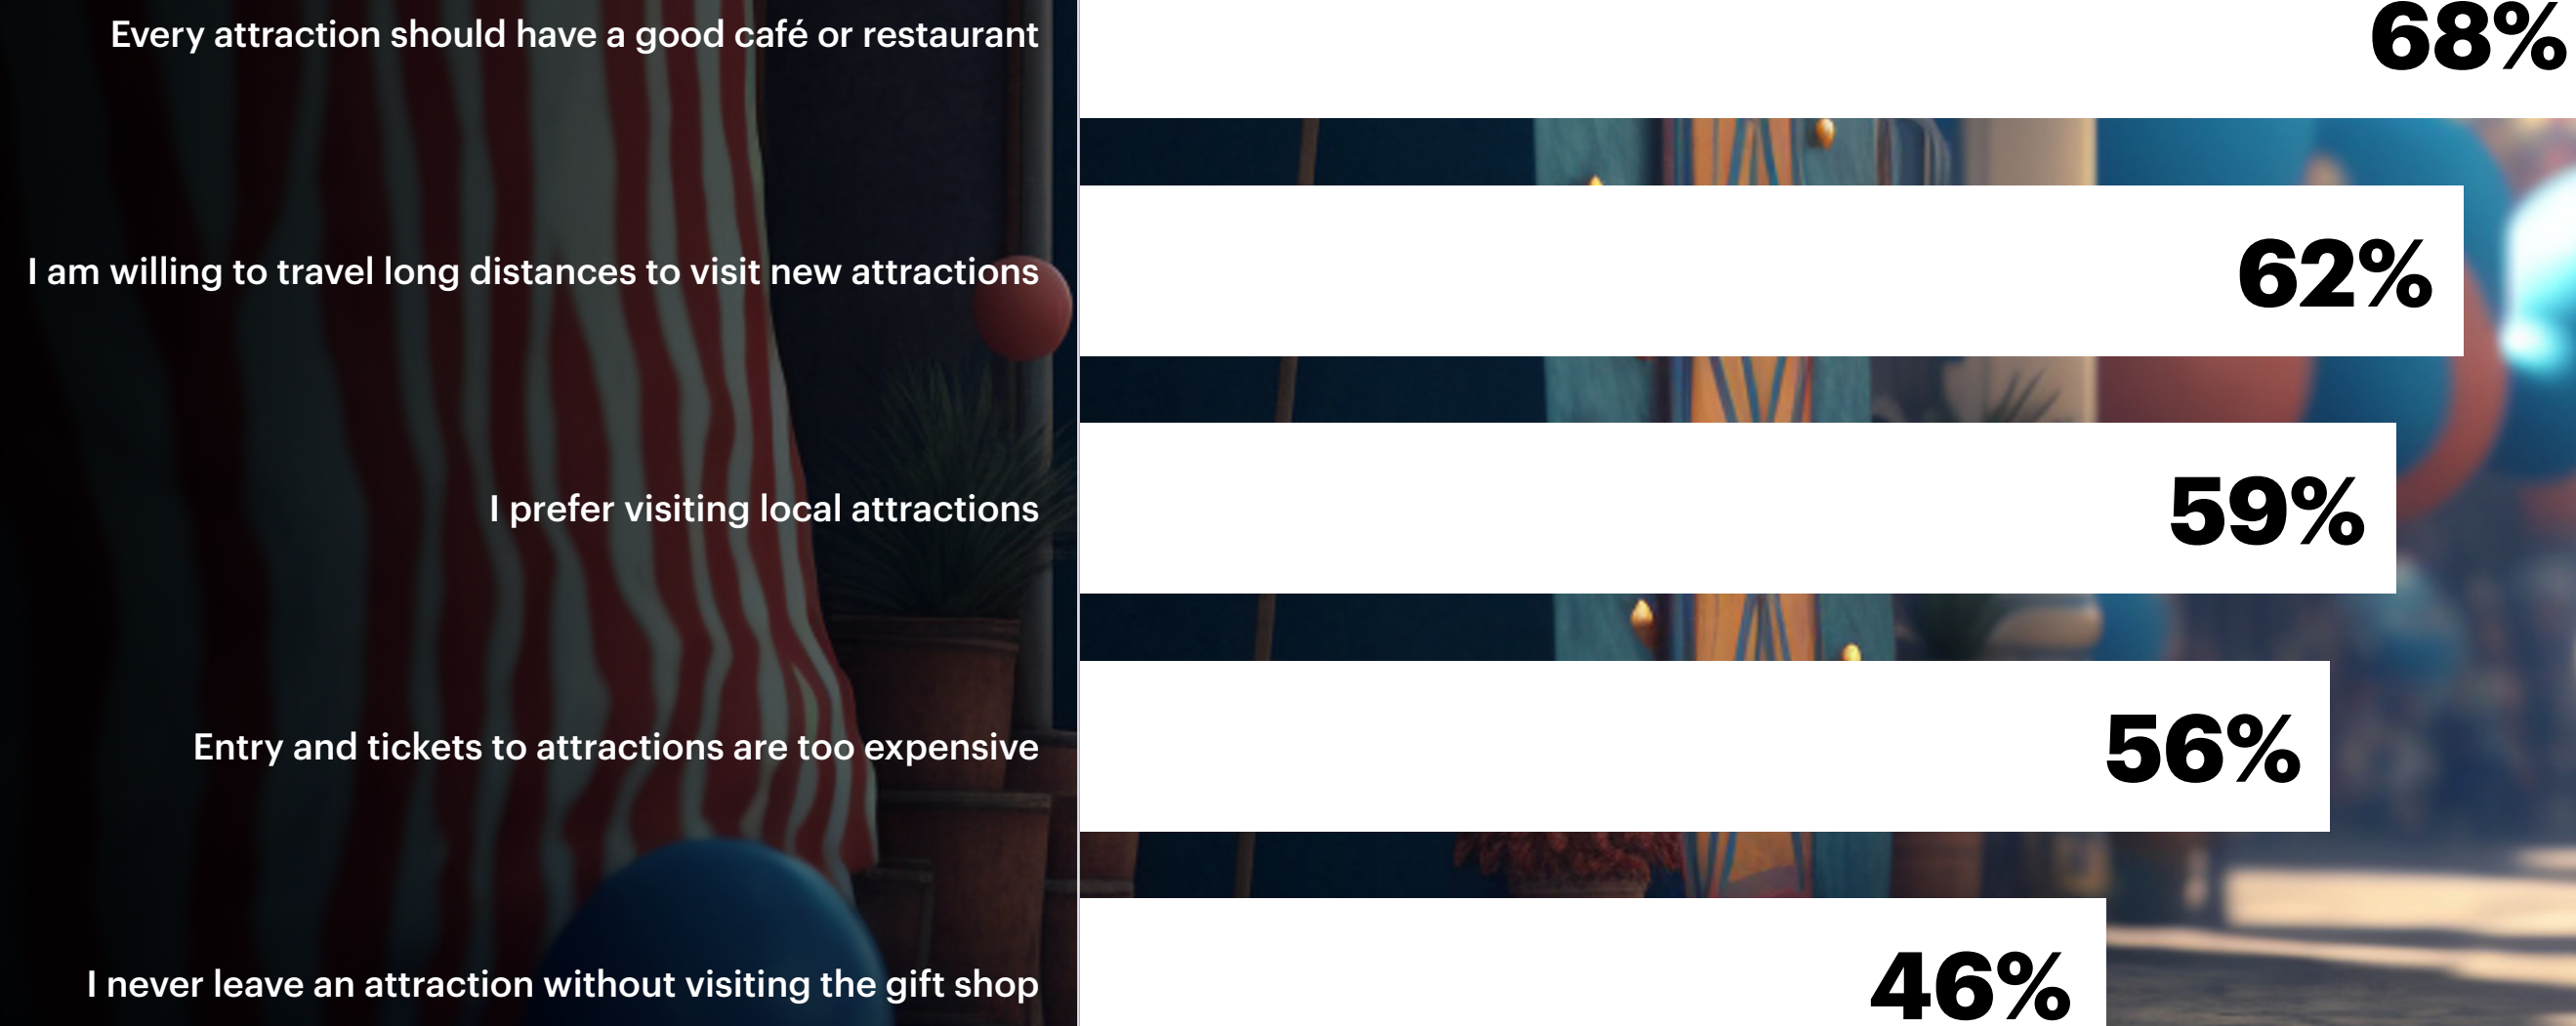 Every attraction should have a good café or restaurant 68%
I am willing to travel long distances to visit new attractions 62%
I prefer visiting local attractions 59%
Entry and tickets to attractions are too expensive 56%
I never leave an attraction without visiting the gift shop 46%